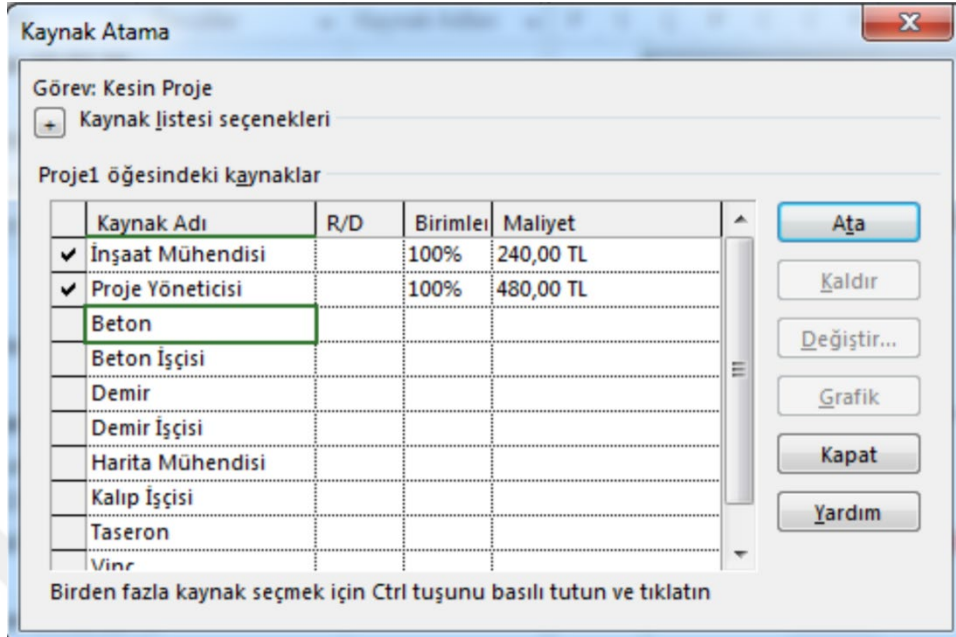 Kaynak Atama
Görev: Kesin Proje
+ Kaynak listesi seçenekleri
Proje1 öğesindeki kaynaklar
Kaynak Adı R/D Birimler Maliyet
✔ İnşaat Mühendisi 100% 240,00 TL
✔ Proje Yöneticisi 100% 480,00 TL
Beton
Beton İşçisi
Demir
Demir İşçisi
Harita Mühendisi
Kalıp İşçisi
Taseron
Vinç
Ata
Kaldır
Değiştir...
Grafik
Kapat
Yardım
Birden fazla kaynak seçmek için Ctrl tuşunu basılı tutun ve tıklatın